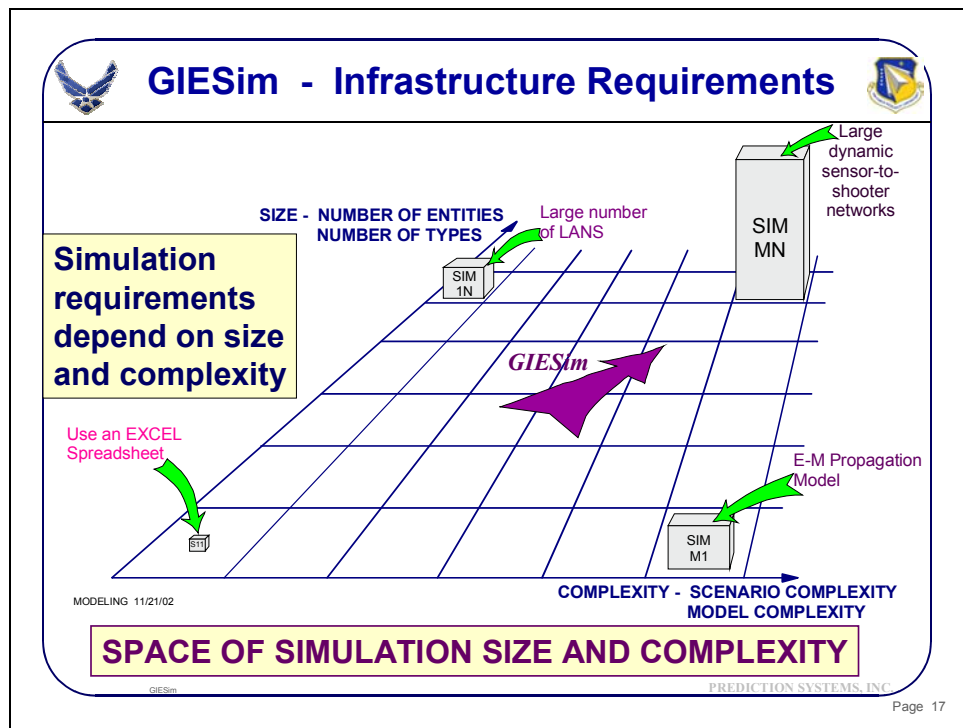 GIESim - Infrastructure Requirements
Large
dynamic
sensor-to-
shooter
networks
SIZE - NUMBER OF ENTITIES
NUMBER OF TYPES
Large number
of LANS
SIM
MN
SIM
1N
Simulation
requirements
depend on size
and complexity
GIESim
Use an EXCEL
Spreadsheet
E-M Propagation
Model
S11
SIM
M1
COMPLEXITY - SCENARIO COMPLEXITY
MODEL COMPLEXITY
MODELING 11/21/02
SPACE OF SIMULATION SIZE AND COMPLEXITY
GIESim
PREDICTION SYSTEMS, INC.
Page 17